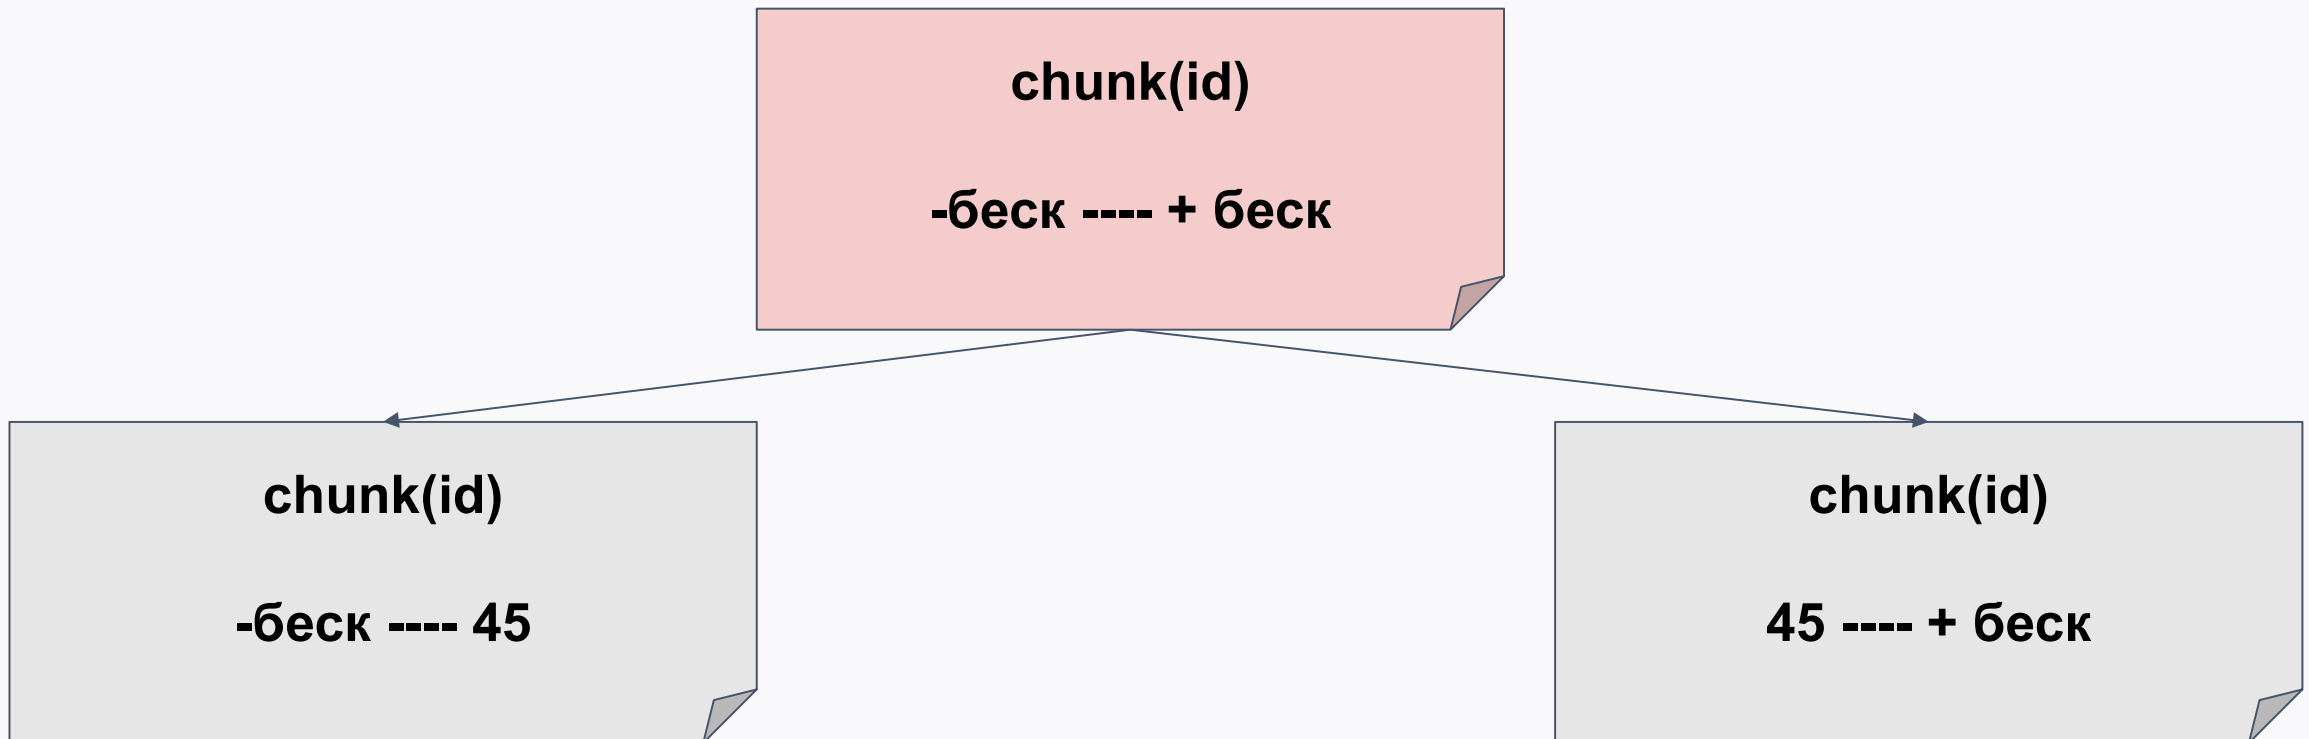 chunk(id)
-беск ---- + беск
chunk(id)
-беск ---- 45
chunk(id)
45 ---- + беск